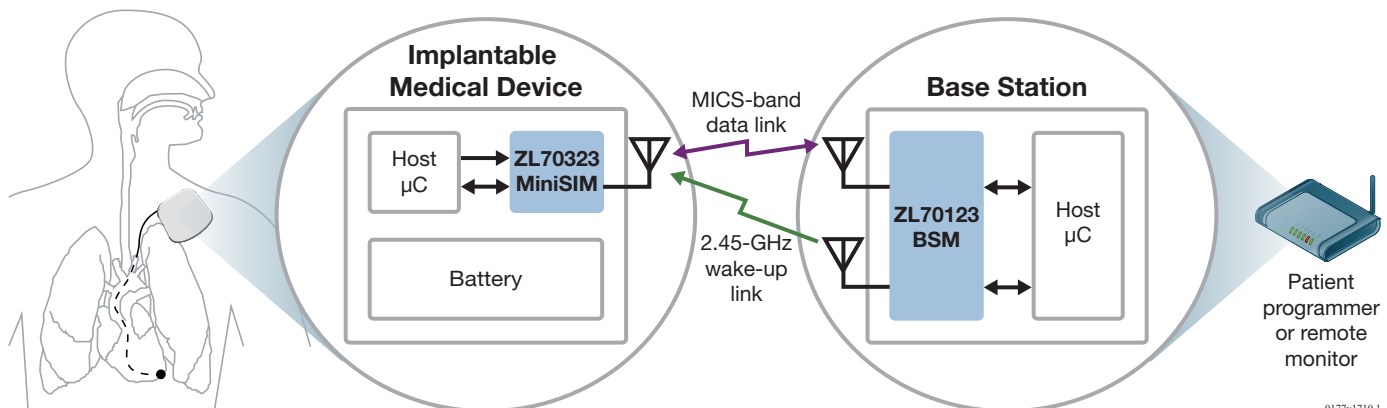 Implantable
Medical Device
Host
µC
ZL70323
MiniSIM
Battery
MICS-band
data link
2.45-GHz
wake-up
link
Base Station
ZL70123
BSM
Host
µC
Patient
programmer
or remote
monitor